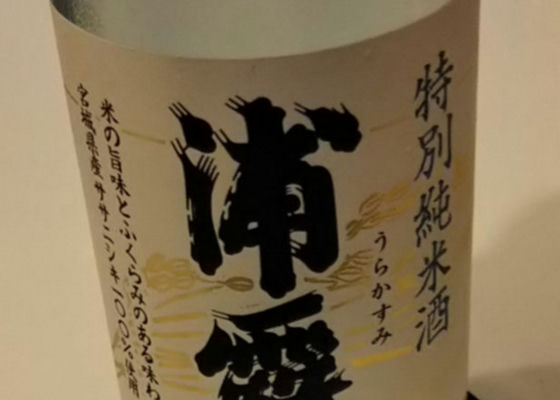 特別純米酒
うらかすみ
浦霞
米の旨味とふくらみのある味わ
宮城県産ササニシキ100%使用